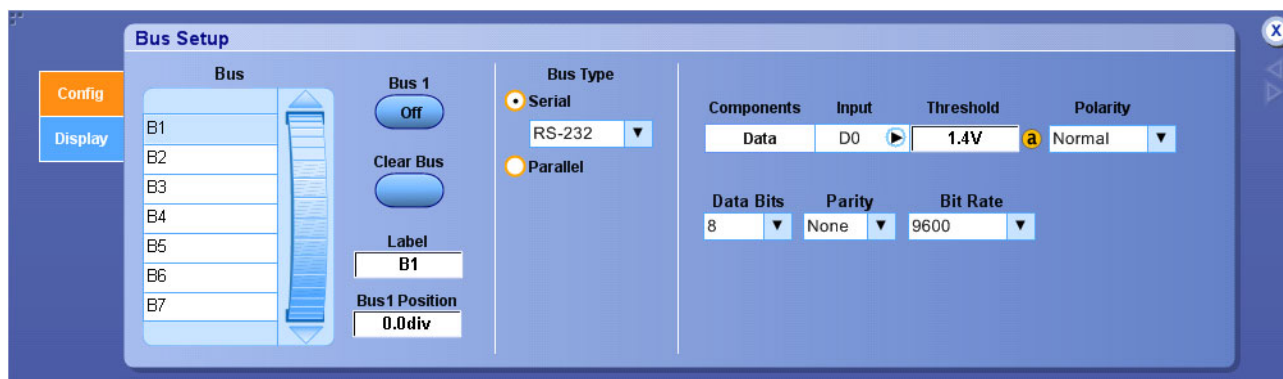 Bus Setup
Config
Display
Bus
B1
B2
B3
B4
B5
B6
B7
Bus 1
Off
Clear Bus
Label
B1
Bus1 Position
0.0div
Bus Type
Serial
RS-232
Parallel
Components Input Threshold Polarity
Data D0 1.4V a Normal
Data Bits Parity Bit Rate
8 None 9600
X